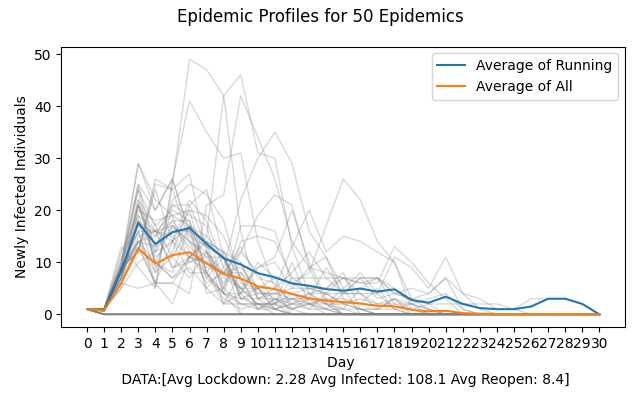 Epidemic Profiles for 50 Epidemics
Average of Running
Average of All
Newly Infected Individuals
50
40
30
20
10
0
0 1 2 3 4 5 6 7 8 9 10 11 12 13 14 15 16 17 18 19 20 21 22 23 24 25 26 27 28 29 30
Day
DATA:[Avg Lockdown: 2.28 Avg Infected: 108.1 Avg Reopen: 8.4]